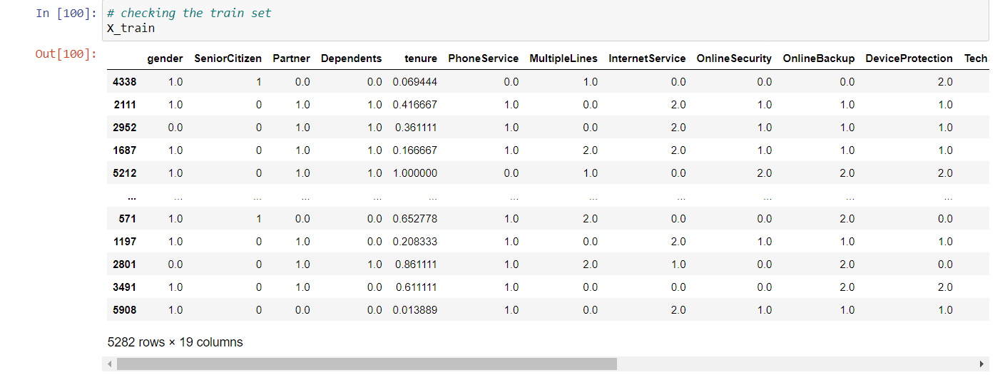 In [100]: # checking the train set
X_train
Out[100]:
gender SeniorCitizen Partner Dependents tenure PhoneService MultipleLines InternetService OnlineSecurity OnlineBackup DeviceProtection Tech
4338 1.0 1 0.0 0.0 0.069444 0.0 1.0 0.0 0.0 0.0 2.0
2111 1.0 0 1.0 1.0 0.416667 1.0 0.0 2.0 1.0 1.0 1.0
2952 0.0 0 1.0 1.0 0.361111 1.0 0.0 2.0 1.0 1.0 1.0
1687 1.0 0 1.0 1.0 0.166667 1.0 2.0 2.0 1.0 1.0 1.0
5212 1.0 0 1.0 1.0 1.000000 0.0 1.0 0.0 2.0 2.0 2.0
... ... ... ... ... ... ... ... ... ... ... ...
571 1.0 1 0.0 0.0 0.652778 1.0 2.0 0.0 0.0 2.0 0.0
1197 1.0 0 1.0 0.0 0.208333 1.0 0.0 2.0 1.0 1.0 1.0
2801 0.0 0 1.0 1.0 0.861111 1.0 2.0 1.0 0.0 2.0 0.0
3491 1.0 0 1.0 0.0 0.611111 1.0 0.0 0.0 0.0 2.0 2.0
5908 1.0 0 0.0 0.0 0.013889 1.0 0.0 2.0 1.0 1.0 1.0
5282 rows × 19 columns